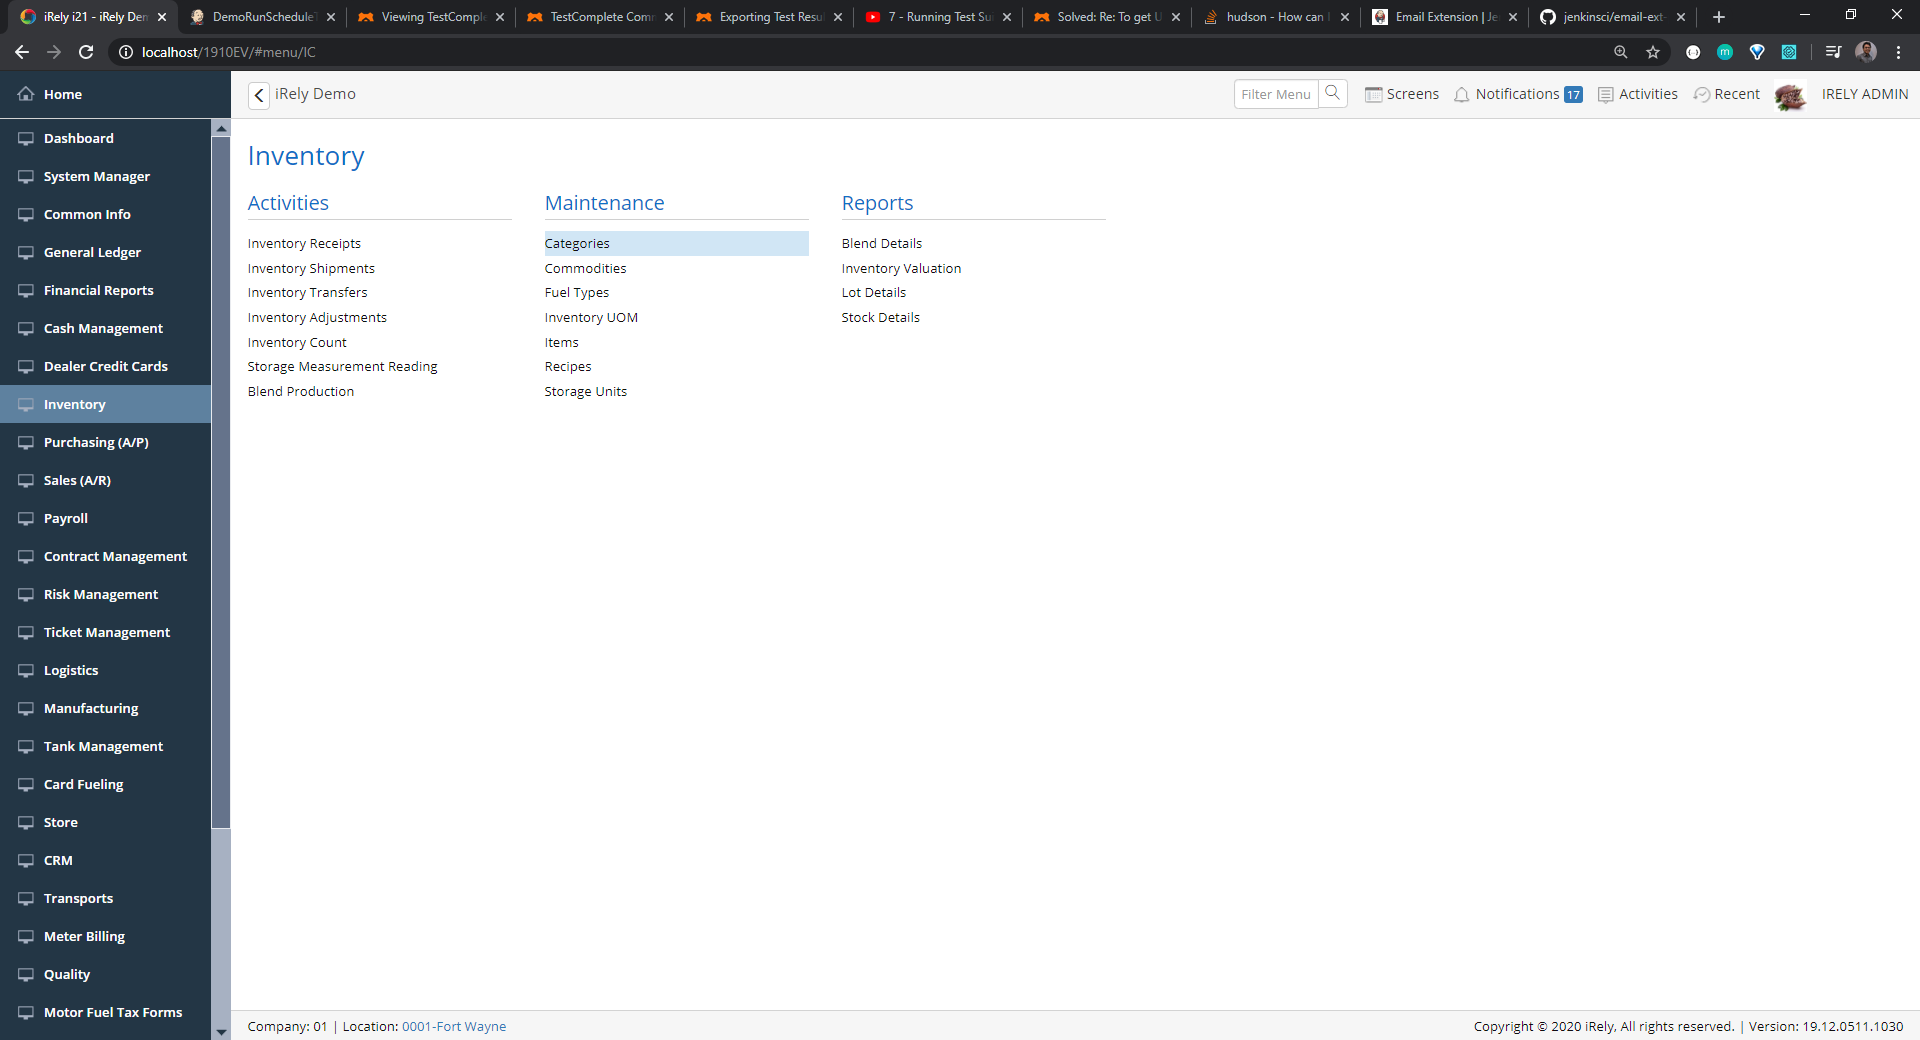 iRely i21 - iRely Dem
DemoRunScheduleT
Viewing TestComple
TestComplete Comm
Exporting Test Resul
7 - Running Test Su
Solved: Re: To get U
hudson - How can I
Email Extension | Je
jenkinsci/email-ext-
localhost/1910EV/#menu/IC
Home
iRely Demo
Filter Menu
Screens
Notifications 17
Activities
Recent
IRELY ADMIN
Dashboard
System Manager
Common Info
General Ledger
Financial Reports
Cash Management
Dealer Credit Cards
Inventory
Purchasing (A/P)
Sales (A/R)
Payroll
Contract Management
Risk Management
Ticket Management
Logistics
Manufacturing
Tank Management
Card Fueling
Store
CRM
Transports
Meter Billing
Quality
Motor Fuel Tax Forms
Inventory
Activities
Inventory Receipts
Inventory Shipments
Inventory Transfers
Inventory Adjustments
Inventory Count
Storage Measurement Reading
Blend Production
Maintenance
Categories
Commodities
Fuel Types
Inventory UOM
Items
Recipes
Storage Units
Reports
Blend Details
Inventory Valuation
Lot Details
Stock Details
Company: 01 | Location: 0001-Fort Wayne
Copyright © 2020 iRely, All rights reserved. | Version: 19.12.0511.1030